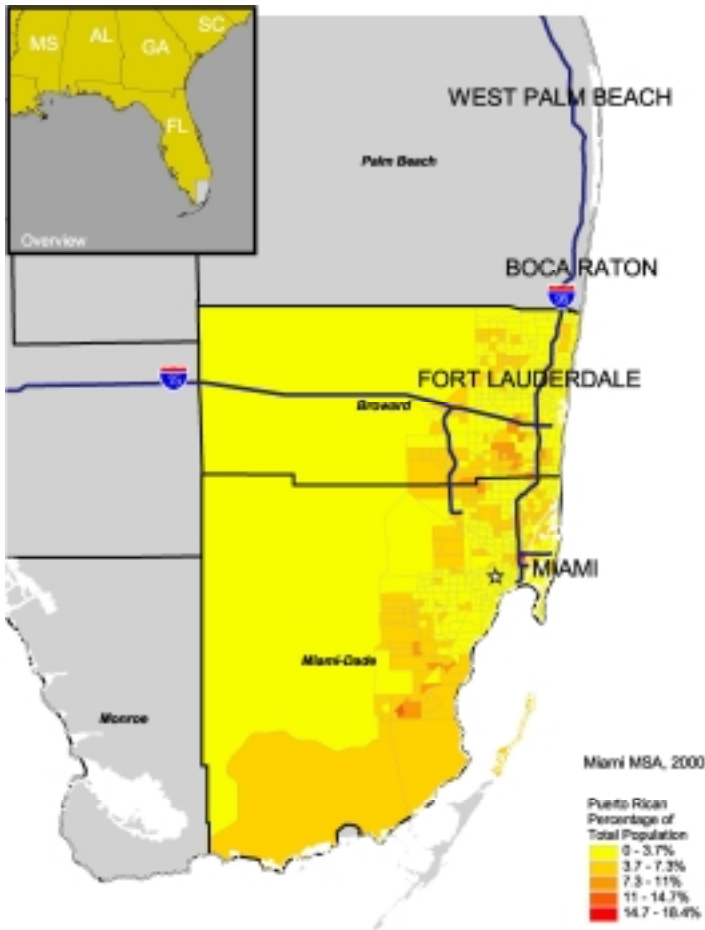 SC
MS
AL
GA
FL
Overview
WEST PALM BEACH
Palm Beach
BOCA RATON
95
75
FORT LAUDERDALE
Broward
MIAMI
Miami-Dade
Monroe
Miami MSA, 2000
Puerto Rican
Percentage of
Total Population
0 - 3.7%
3.7 - 7.3%
7.3 - 11%
11 - 14.7%
14.7 - 18.4%